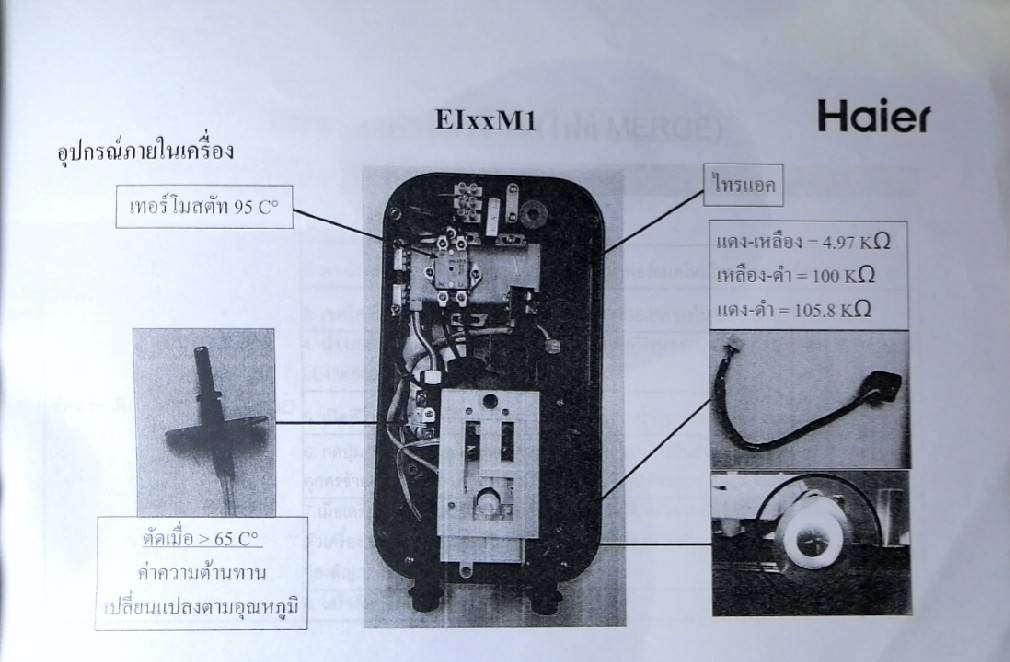 EIxxM1
Haier
อุปกรณ์ภายในเครื่อง
เทอร์โมสตัท 95 C°
ไทรแอค
แดง-เหลือง = 4.97 KΩ
เหลือง-ดำ = 100 KΩ
แดง-ดำ = 105.8 KΩ
ตัดเมื่อ > 65 C°
ค่าความต้านทาน
เปลี่ยนแปลงตามอุณหภูมิ